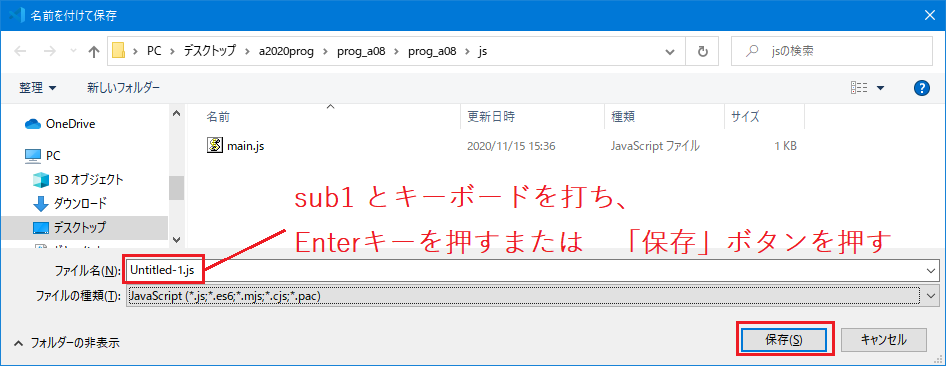 名前を付けて保存
PC › デスクトップ › a2020prog › prog_a08 › prog_a08 › js
jsの検索
整理 新しいフォルダー
名前 更新日時 種類 サイズ
OneDrive
main.js 2020/11/15 15:36 JavaScript ファイル 1 KB
PC
3D オブジェクト
ダウンロード
デスクトップ
sub1 とキーボードを打ち、
Enterキーを押すまたは 「保存」ボタンを押す
ファイル名(N): Untitled-1.js
ファイルの種類(T): JavaScript (*.js;*.es6;*.mjs;*.cjs;*.pac)
フォルダーの非表示 保存(S) キャンセル